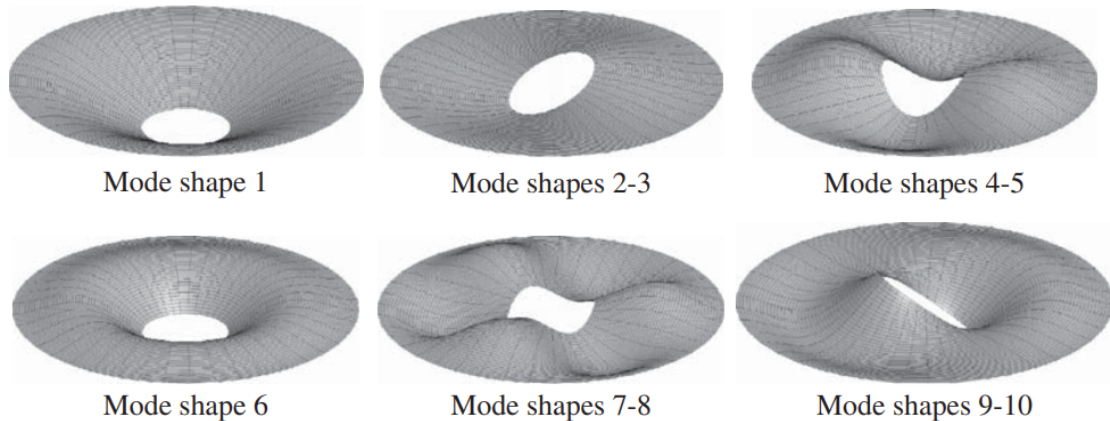 Mode shape 1
Mode shapes 2-3
Mode shapes 4-5
Mode shape 6
Mode shapes 7-8
Mode shapes 9-10